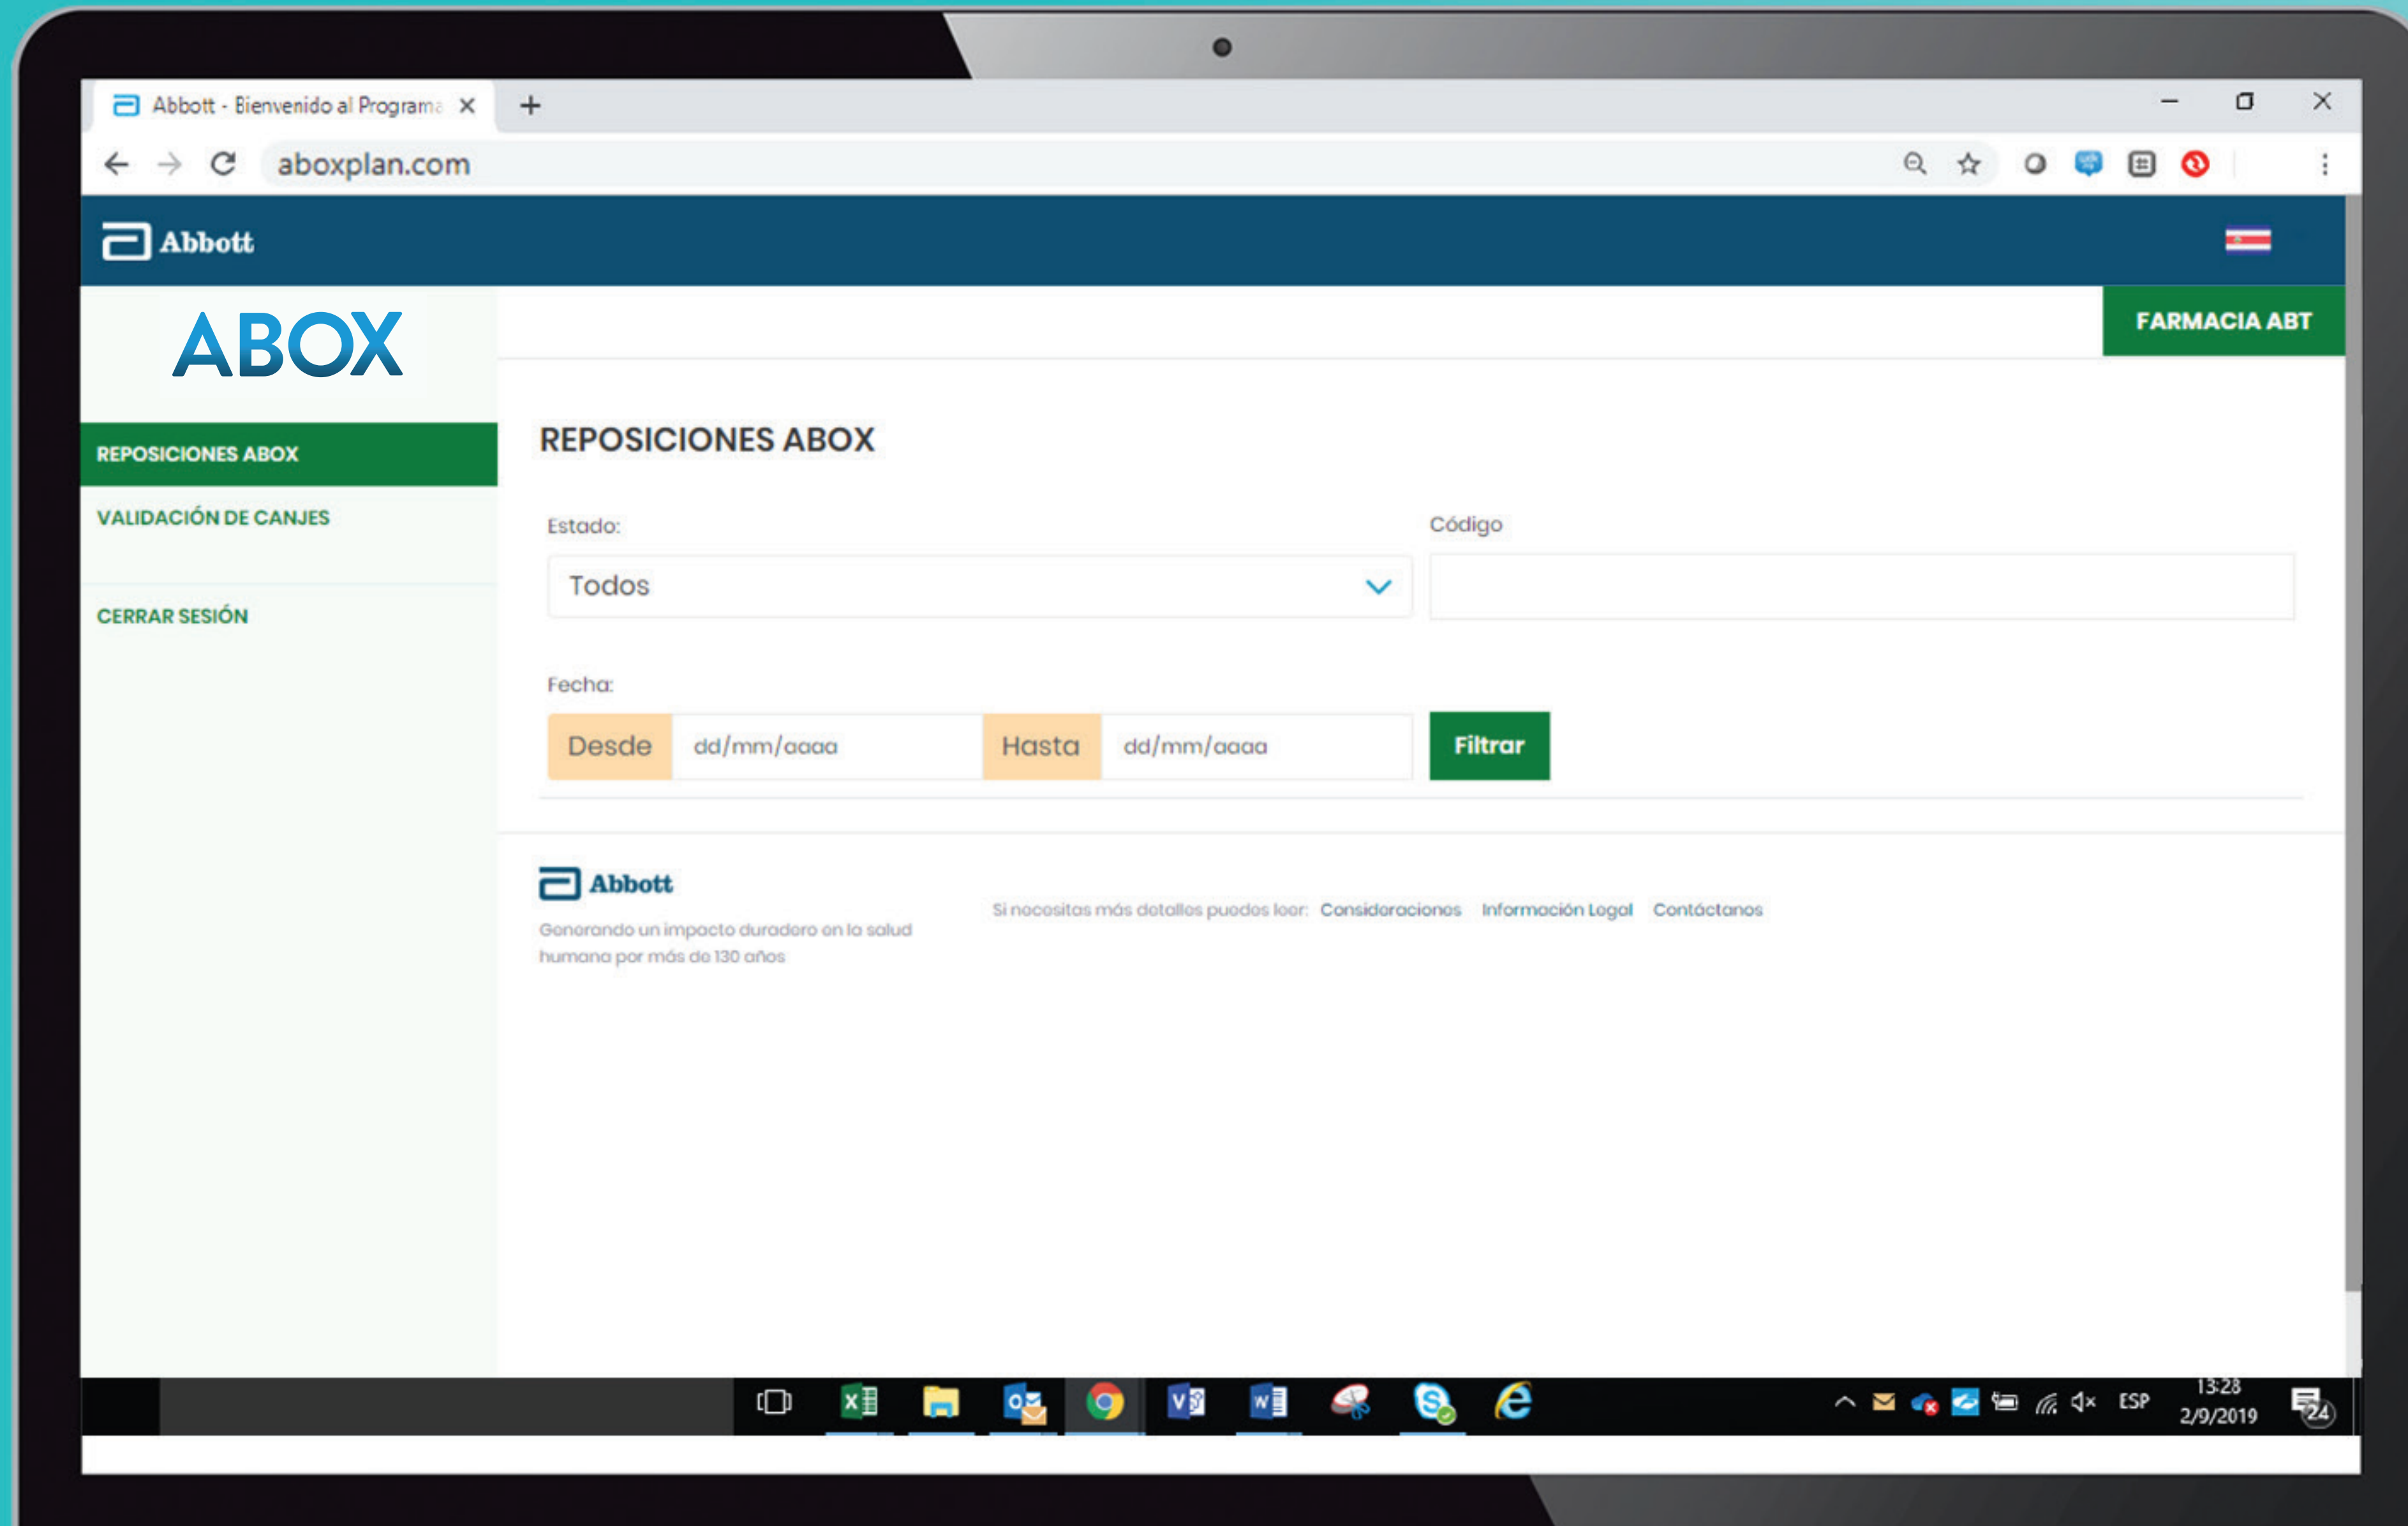 Abbott - Bienvenido al Programa
aboxplan.com
Abbott
ABOX
FARMACIA ABT
REPOSICIONES ABOX
VALIDACIÓN DE CANJES
CERRAR SESIÓN
REPOSICIONES ABOX
Estado:
Código
Todos
Fecha:
Desde dd/mm/aaaa Hasta dd/mm/aaaa Filtrar
Abbott
Generando un impacto duradero en la salud
humana por más de 130 años
Si necesitas más detalles puedes leer: Consideraciones Información Legal Contáctanos
ESP
13:28
2/9/2019
24